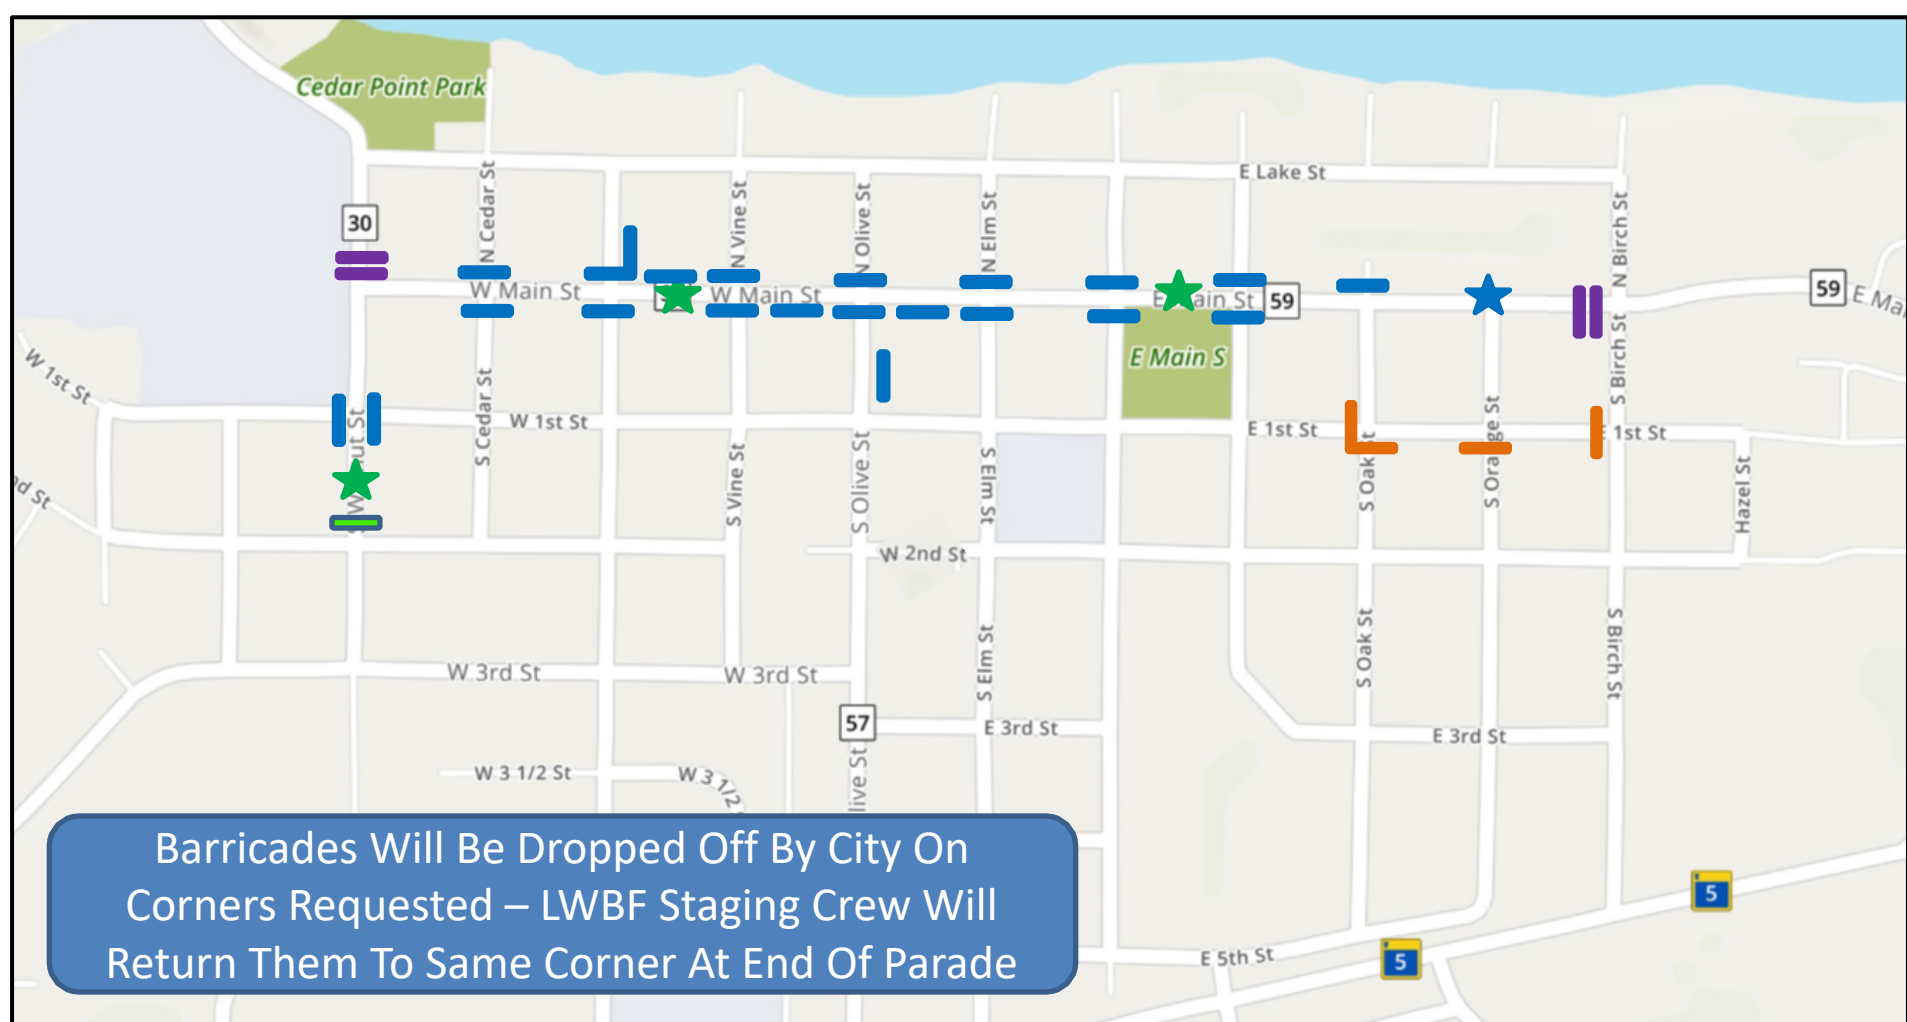 Cedar Point Park
E Lake St
30
N Cedar St
N Vine St
N Olive St
N Elm St
N Birch St
W Main St
W Main St
E Main St
59
59
E Main S
W 1st St
W 1st St
E 1st St
1st St
S Cedar St
S Vine St
S Olive St
S Elm St
S Oak St
S Orange St
S Birch St
Hazel St
W 2nd St
W 3rd St
W 3rd St
57
E 3rd St
E 3rd St
S Elm St
S Oak St
S Birch St
W 3 1/2 St
W 3 1/2
E 5th St
5
5
Barricades Will Be Dropped Off By City On
Corners Requested – LWBF Staging Crew Will
Return Them To Same Corner At End Of Parade